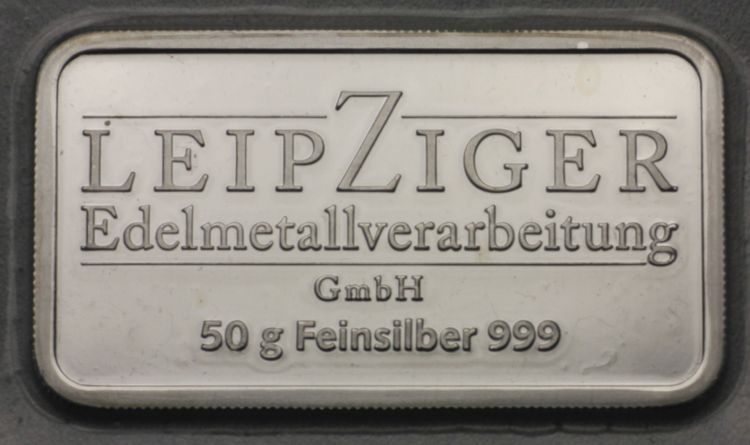 LEIPZIGER
Edelmetallverarbeitung
GmbH
50 g Feinsilber 999